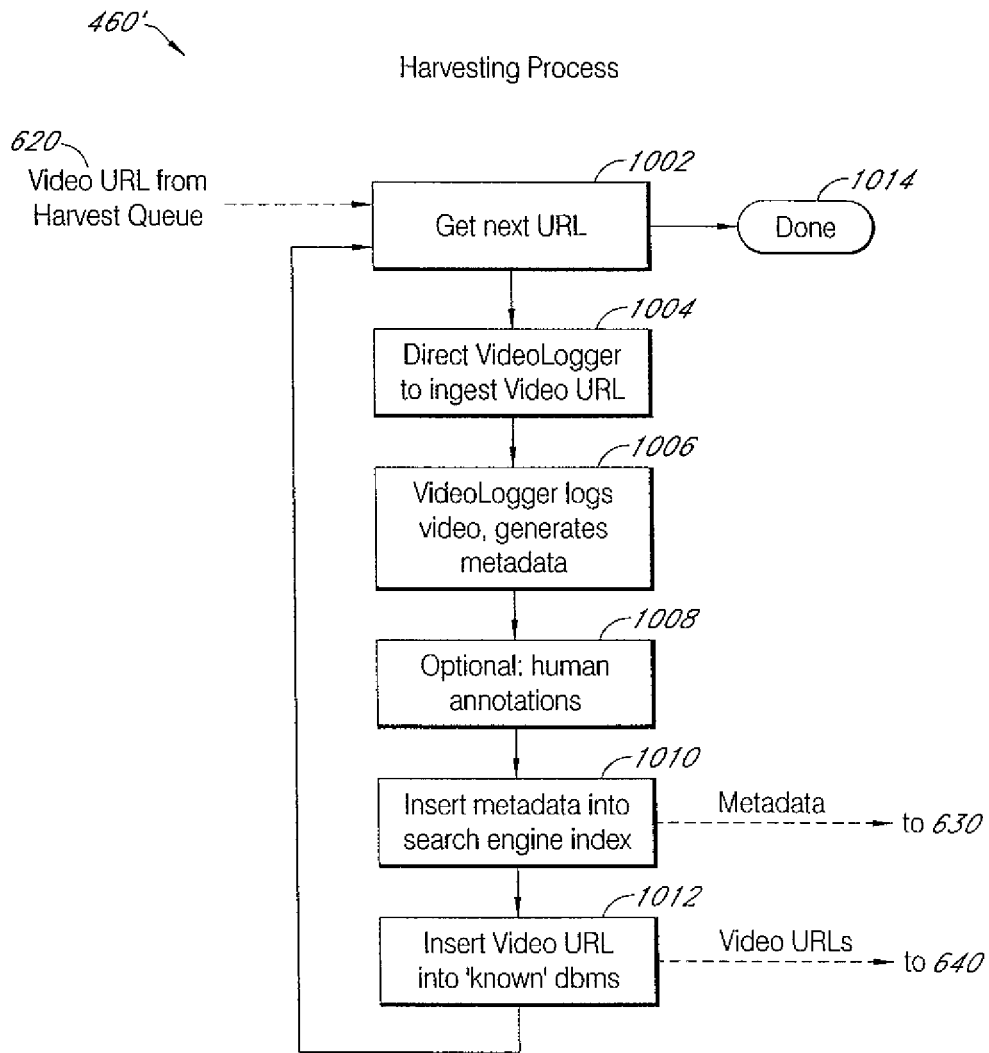 460'
Harvesting Process
620
Video URL from
Harvest Queue
1002
Get next URL
1014
Done
1004
Direct VideoLogger
to ingest Video URL
1006
VideoLogger logs
video, generates
metadata
1008
Optional: human
annotations
1010
Insert metadata into
search engine index
Metadata
to 630
1012
Insert Video URL
into 'known' dbms
Video URLs
to 640